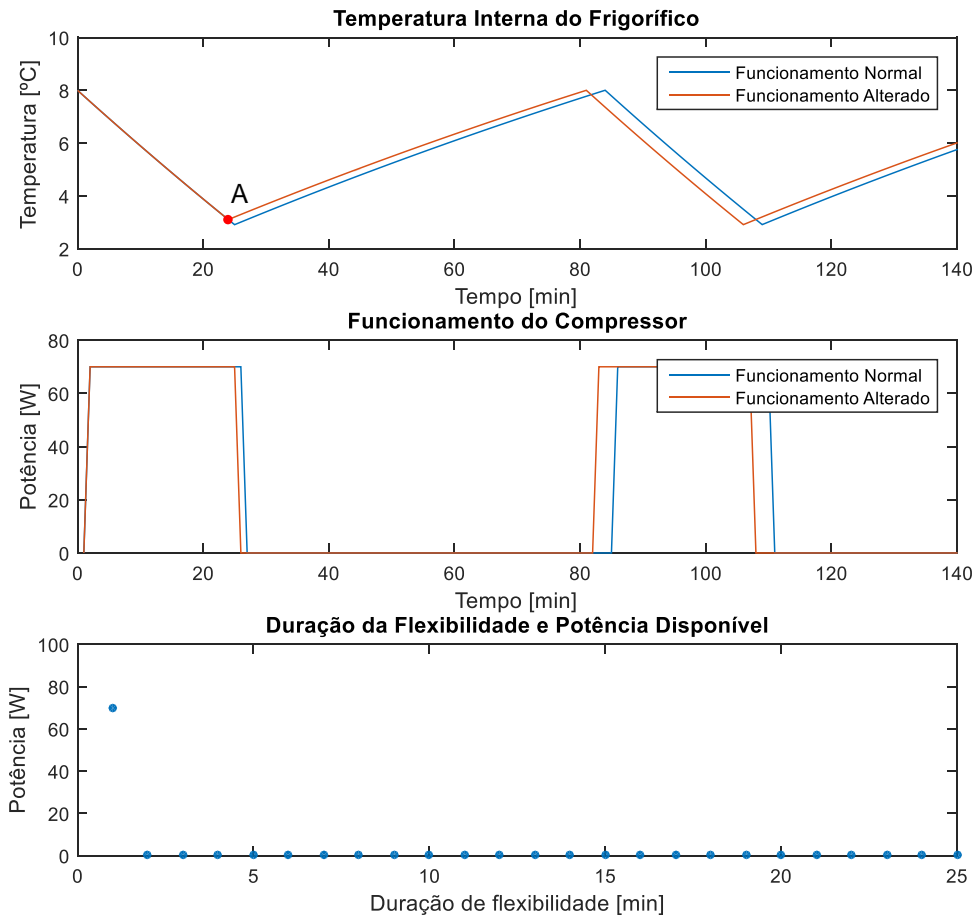 Temperatura Interna do Frigorífico
10
8
6
4
2
Temperatura [ºC]
Funcionamento Normal
Funcionamento Alterado
A
0 20 40 60 80 100 120 140
Tempo [min]
Funcionamento do Compressor
80
60
40
20
0
Potência [W]
Funcionamento Normal
Funcionamento Alterado
0 20 40 60 80 100 120 140
Tempo [min]
Duração da Flexibilidade e Potência Disponível
100
80
60
40
20
0
Potência [W]
0 5 10 15 20 25
Duração de flexibilidade [min]